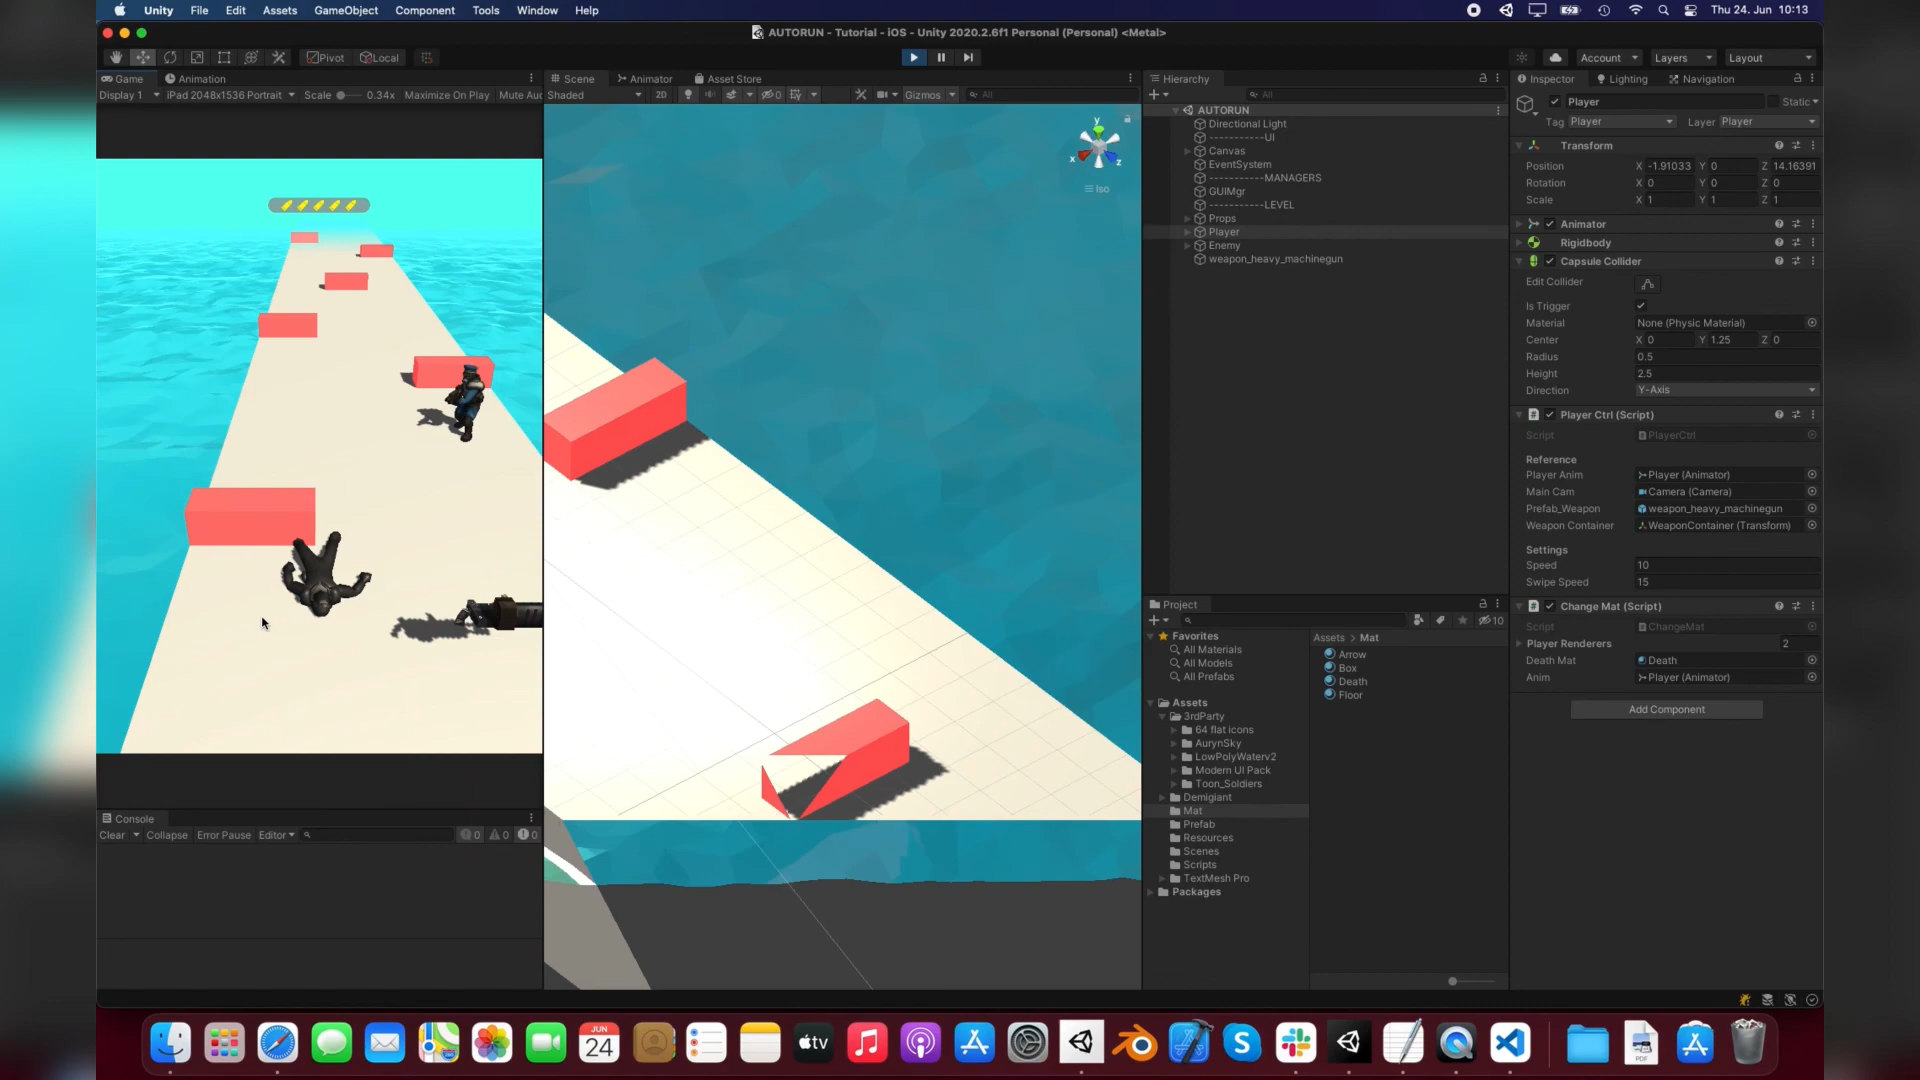 Unity File Edit Assets GameObject Component Tools Window Help
Thu 24. Jun 10:13
AUTORUN - Tutorial - iOS - Unity 2020.2.6f1 Personal (Personal) <Metal>
Pivot Local
Account Layers Layout
Game Animation
Display 1 iPad 2048x1536 Portrait Scale 0.34x Maximize On Play Mute Au
Scene Animator Asset Store
Shaded 2D 0 Gizmos All
Hierarchy
All
AUTORUN
Directional Light
-----------UI
Canvas
EventSystem
-----------MANAGERS
GUIMgr
-----------LEVEL
Props
Player
Enemy
weapon_heavy_machinegun
y
x
z
Iso
Inspector Lighting Navigation
Player Static
Tag Player Layer Player
Transform
Position X -1.91033 Y 0 Z 14.16391
Rotation X 0 Y 0 Z 0
Scale X 1 Y 1 Z 1
Animator
Rigidbody
Capsule Collider
Edit Collider
Is Trigger
Material None (Physic Material)
Center X 0 Y 1.25 Z 0
Radius 0.5
Height 2.5
Direction Y-Axis
Player Ctrl (Script)
Script PlayerCtrl
Reference
Player Anim Player (Animator)
Main Cam Camera (Camera)
Prefab_Weapon weapon_heavy_machinegun
Weapon Container WeaponContainer (Transform)
Settings
Speed 10
Swipe Speed 15
Change Mat (Script)
Script ChangeMat
Player Renderers 2
Death Mat Death
Anim Player (Animator)
Add Component
Project
10
Favorites
All Materials
All Models
All Prefabs
Assets
3rdParty
64 flat icons
AurynSky
LowPolyWaterv2
Modern UI Pack
Toon_Soldiers
Demigiant
Mat
Prefab
Resources
Scenes
Scripts
TextMesh Pro
Packages
Assets > Mat
Arrow
Box
Death
Floor
Console
Clear Collapse Error Pause Editor 0 0 0
JUN
24
tv
PDF